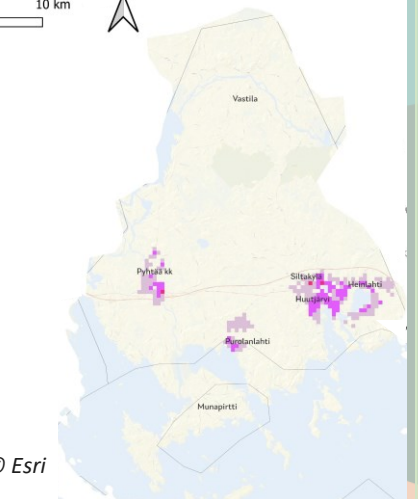 10 km
Vastila
Pyhtää kk
Siltakylä
Heinlahti
Huutjärvi
Purolanlahti
Munapirtti
Esri